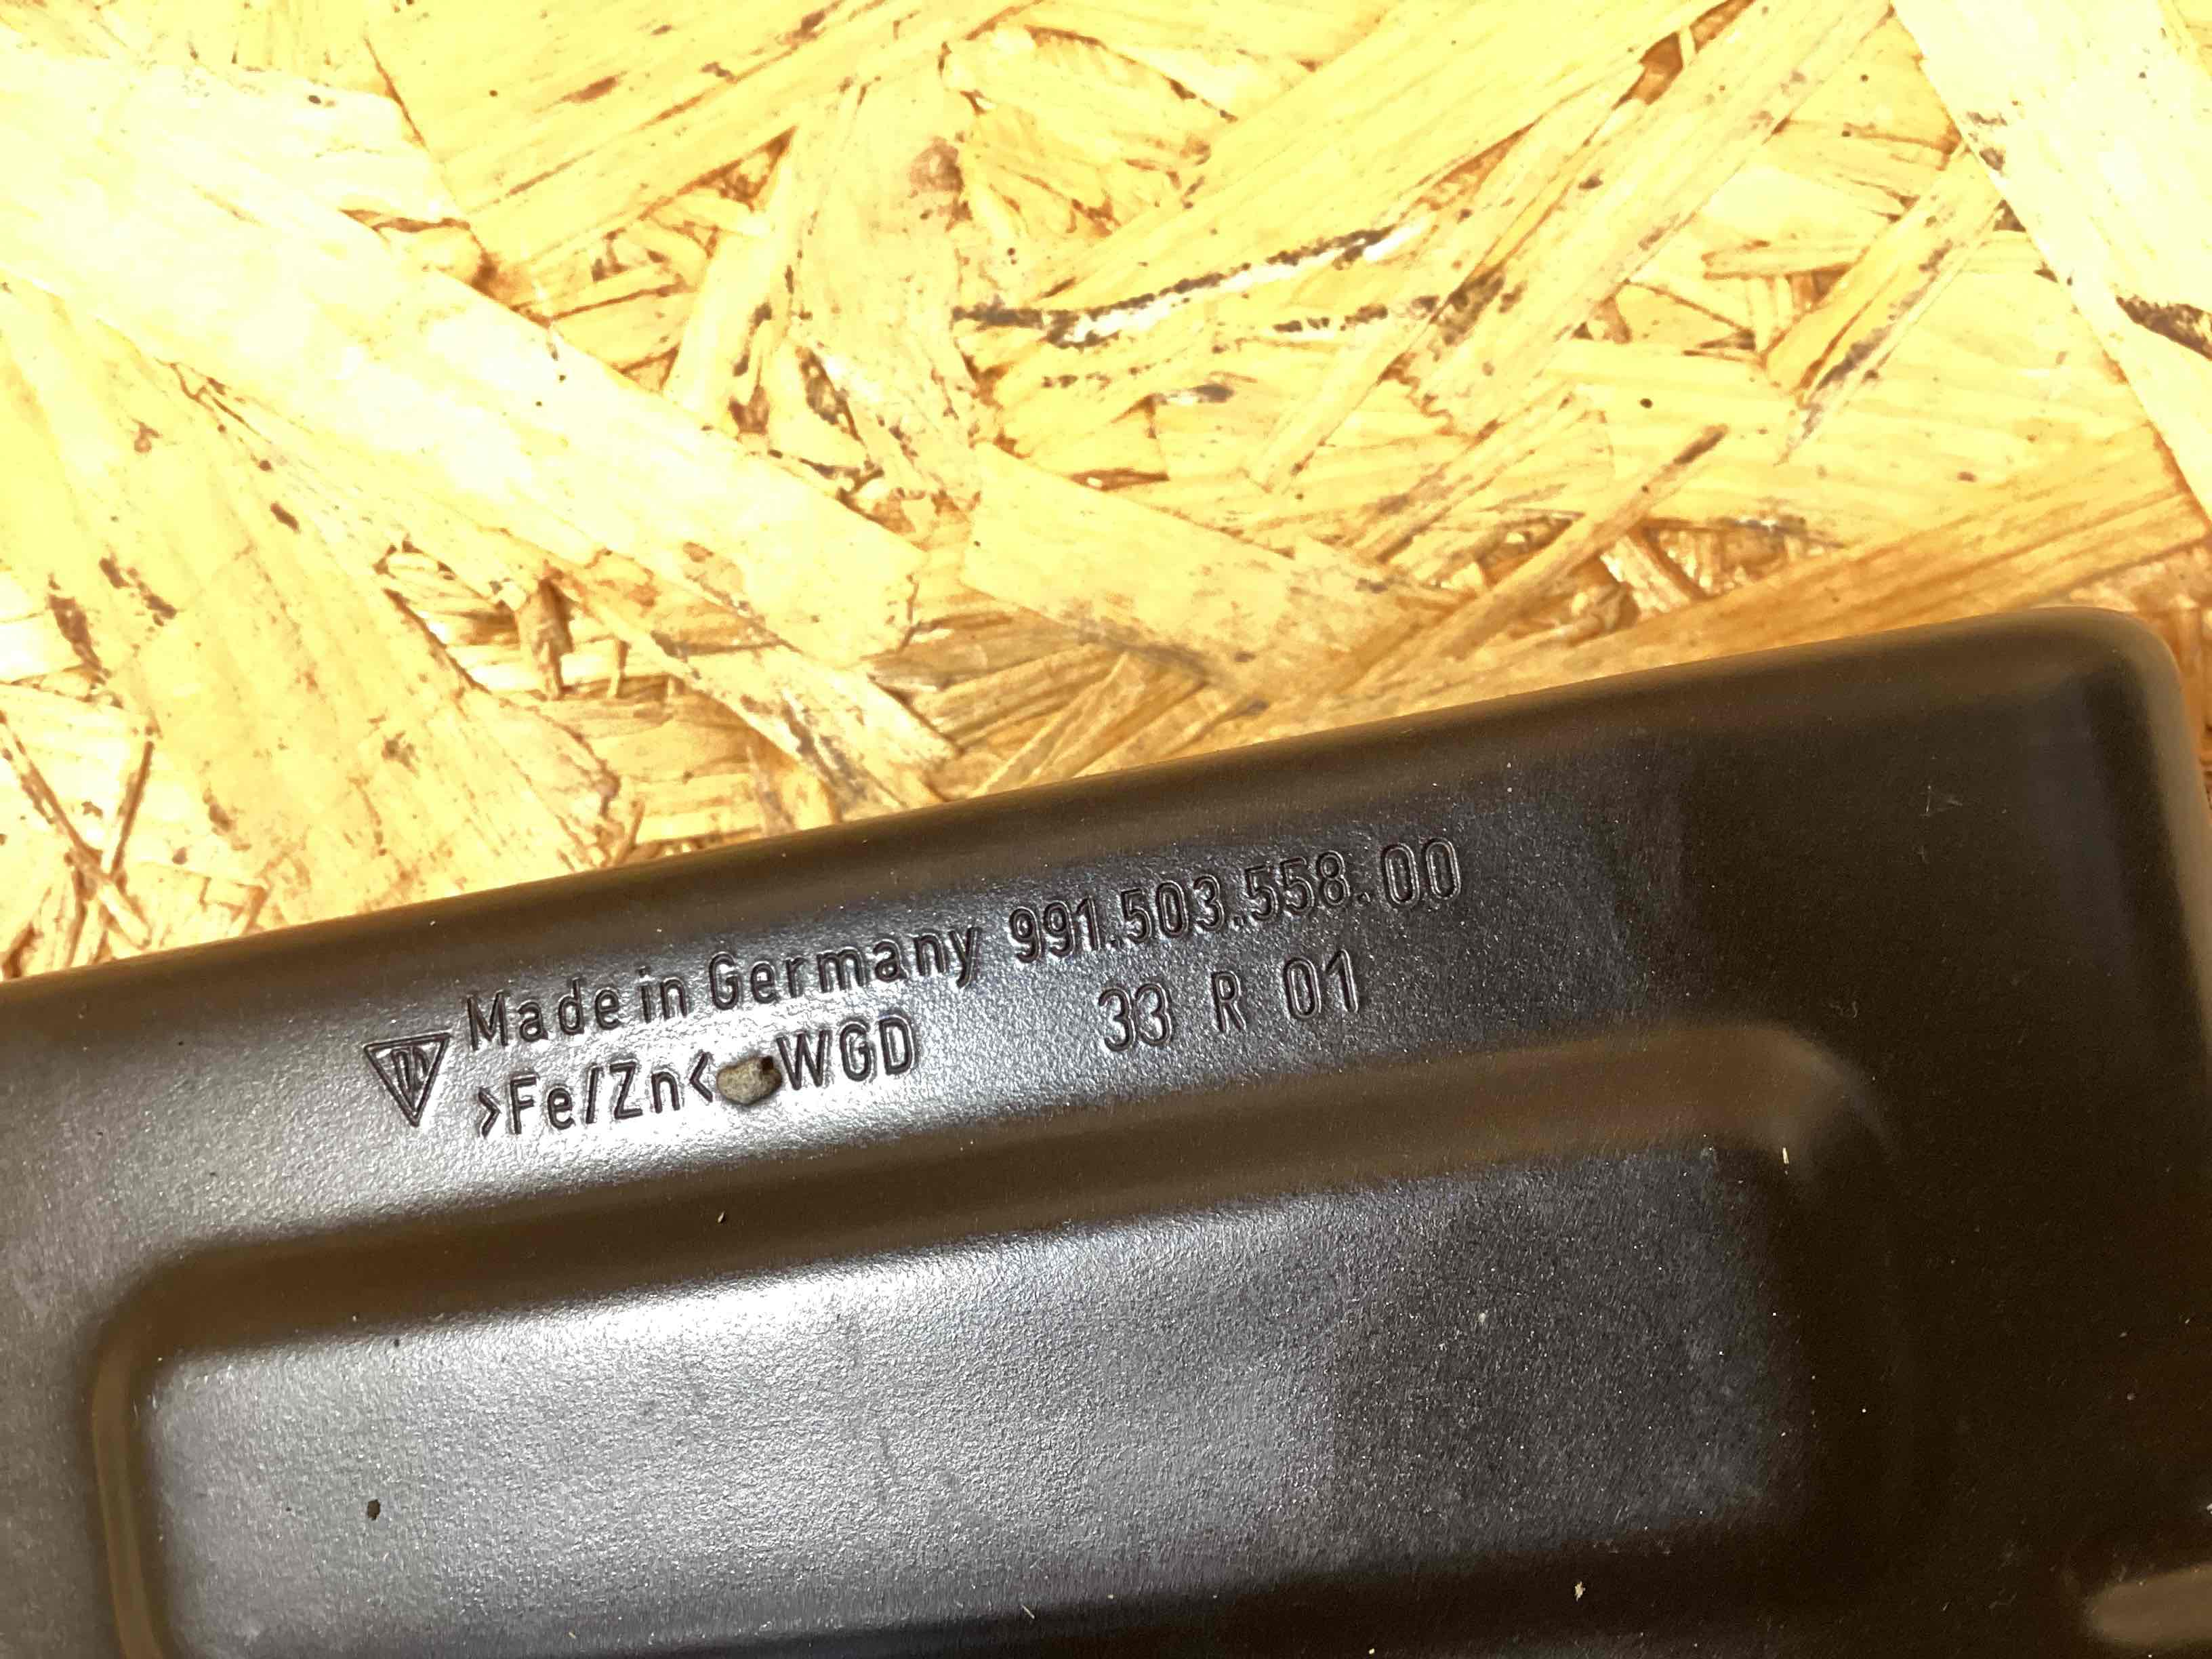 Made in Germany 991.503.558.00
>Fe/Zn< WGD 33 R 01